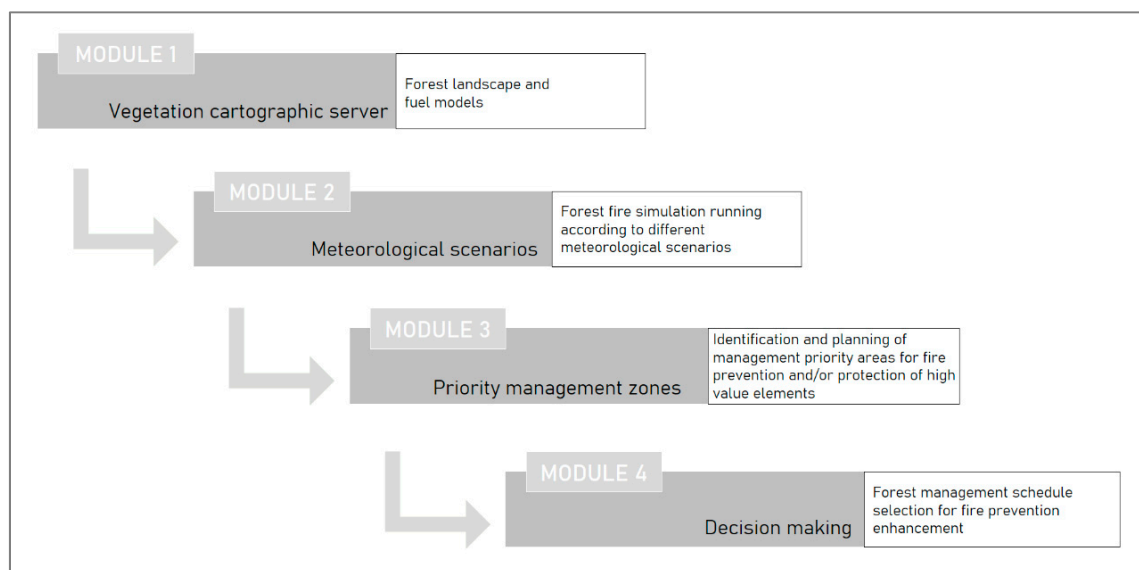 MODULE 1
Vegetation cartographic server
Forest landscape and
fuel models
MODULE 2
Meteorological scenarios
Forest fire simulation running
according to different
meteorological scenarios
MODULE 3
Priority management zones
Identification and planning of
management priority areas for fire
prevention and/or protection of high
value elements
MODULE 4
Decision making
Forest management schedule
selection for fire prevention
enhancement